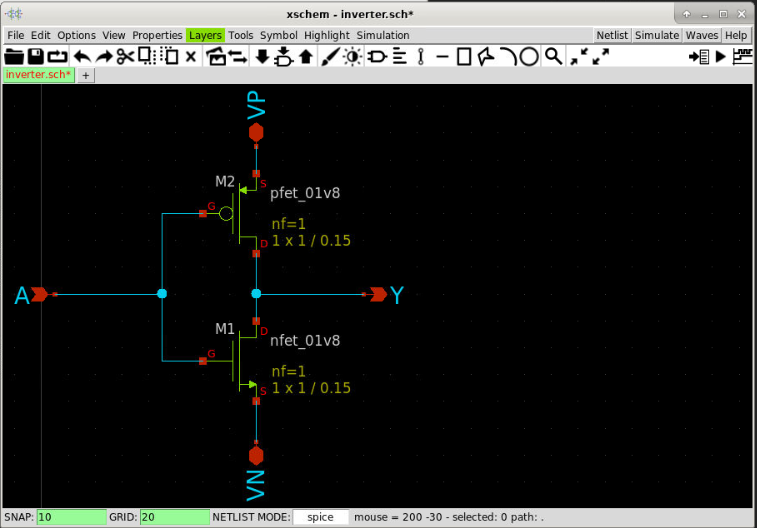 xschem - inverter.sch*
File Edit Options View Properties Layers Tools Symbol Highlight Simulation Netlist Simulate Waves Help
inverter.sch* +
VP
S
M2
pfet_01v8
G
nf=1
D 1 x 1 / 0.15
A
Y
M1
D
nfet_01v8
G
nf=1
S 1 x 1 / 0.15
VN
SNAP: 10 GRID: 20 NETLIST MODE: spice mouse = 200 -30 - selected: 0 path: .